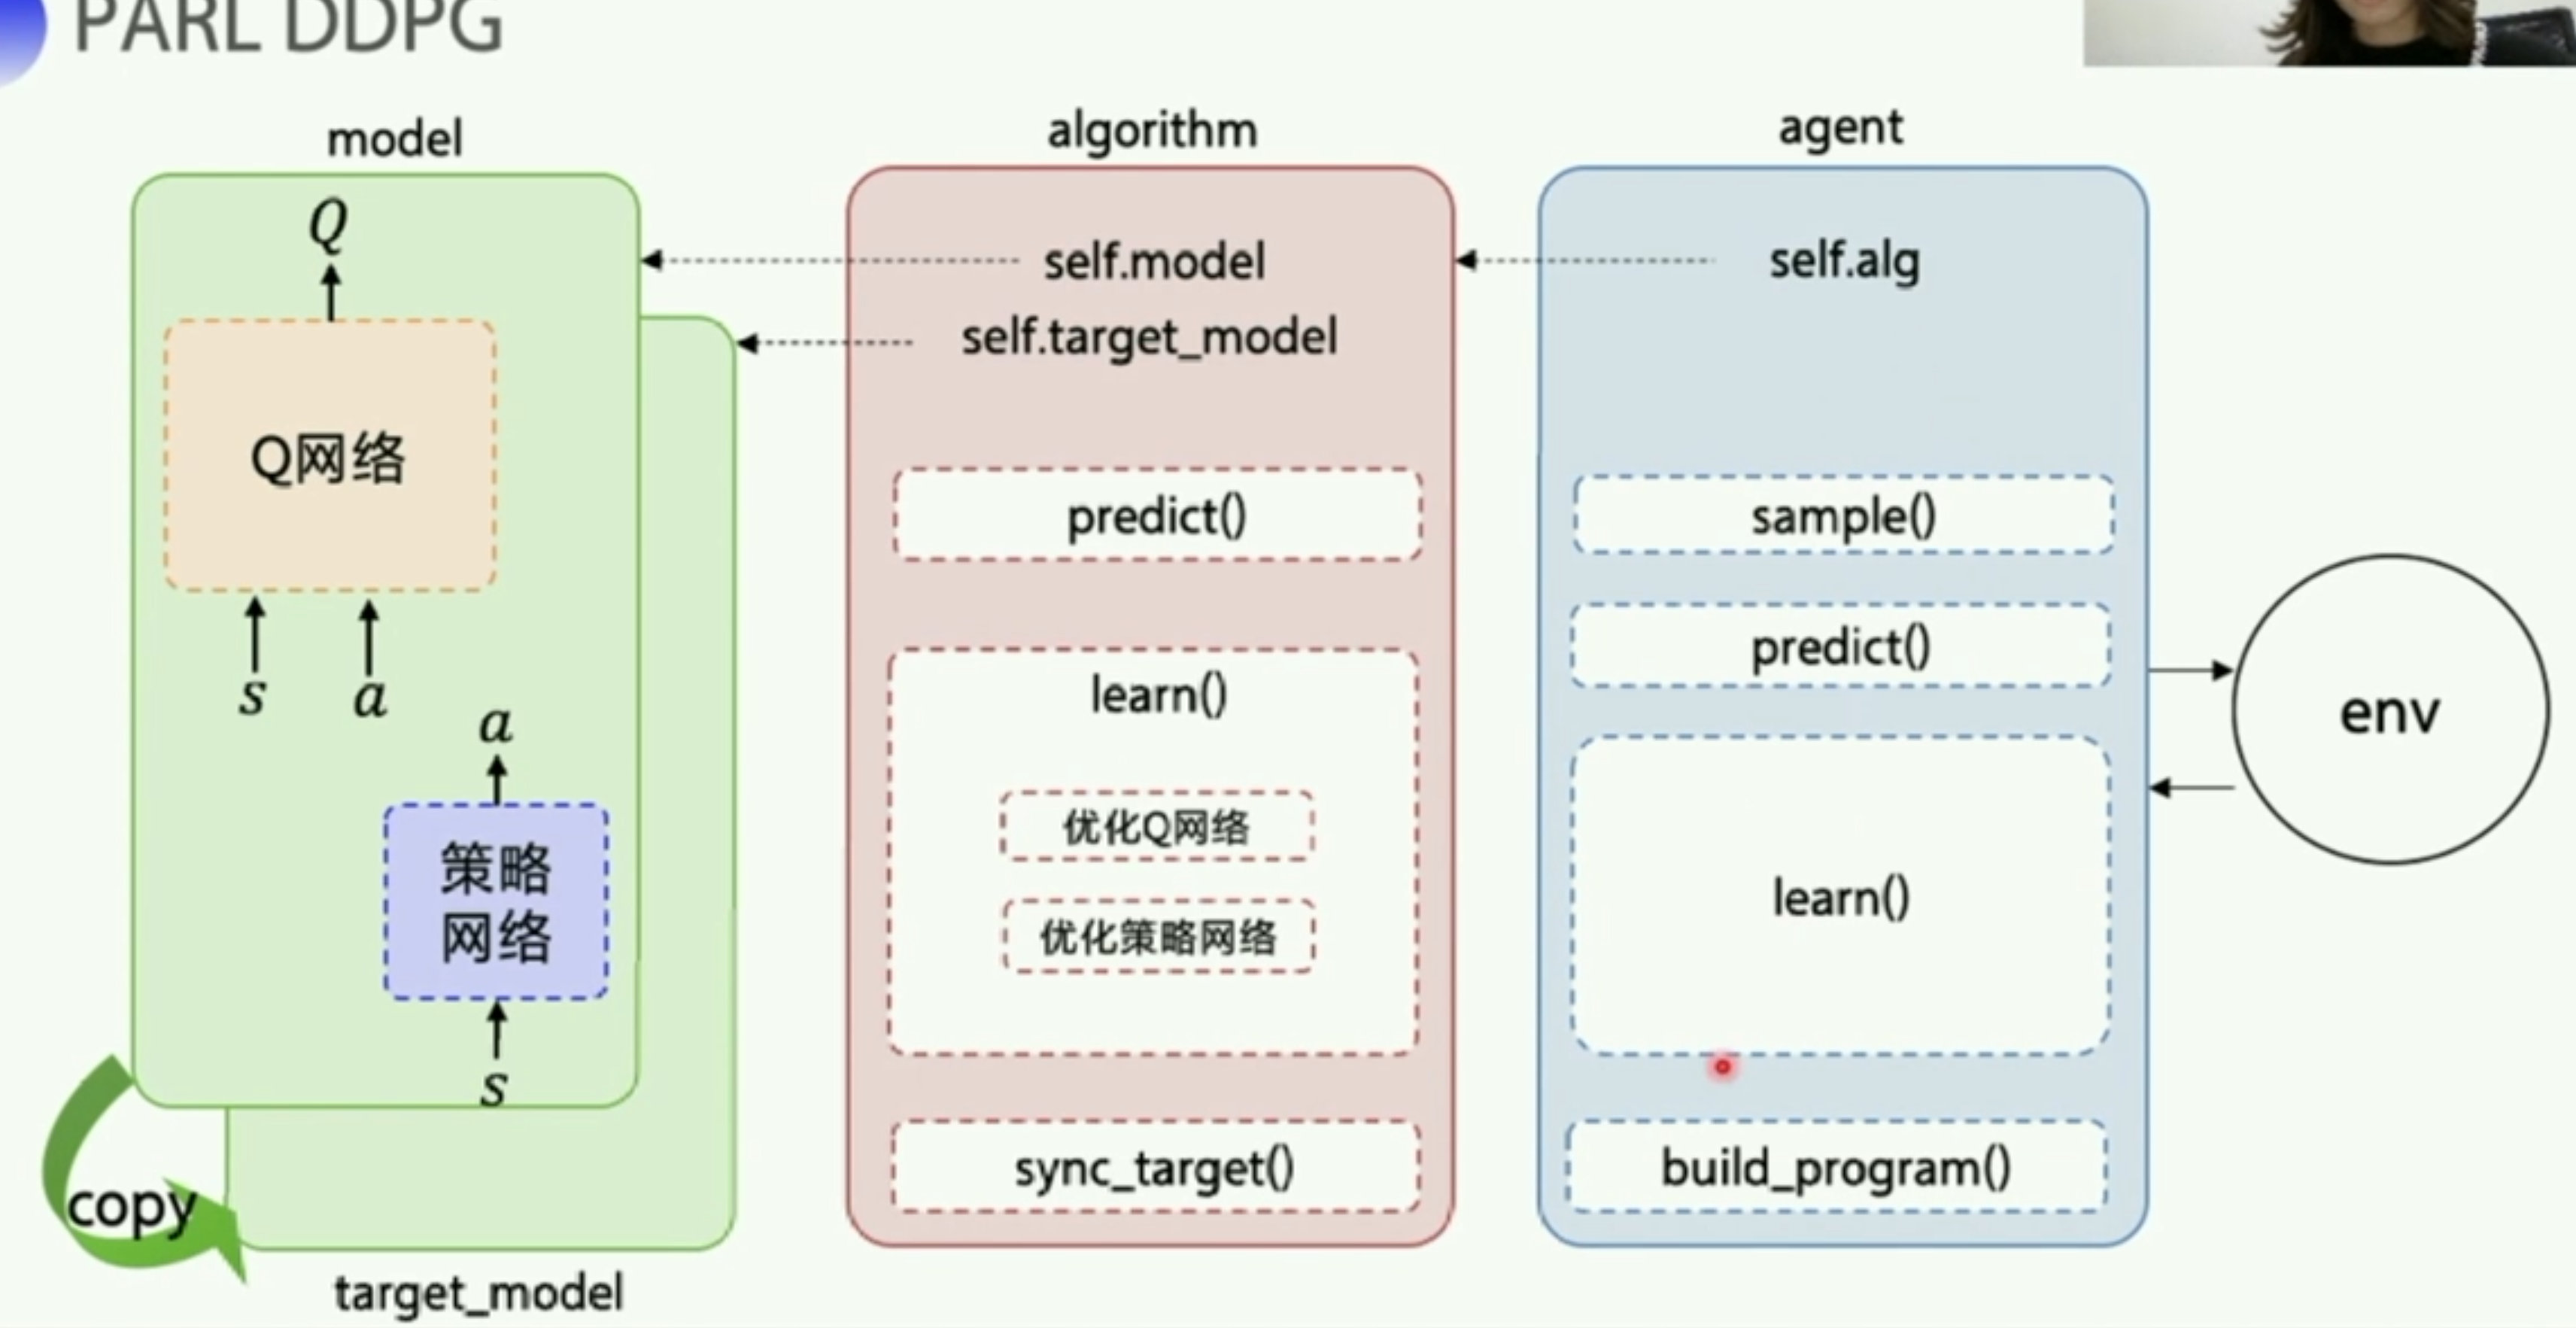 PARL DDPG
model
Q
Q网络
s
a
a
策略
网络
s
copy
target_model
algorithm
self.model
self.target_model
predict()
learn()
优化Q网络
优化策略网络
sync_target()
agent
self.alg
sample()
predict()
learn()
build_program()
env